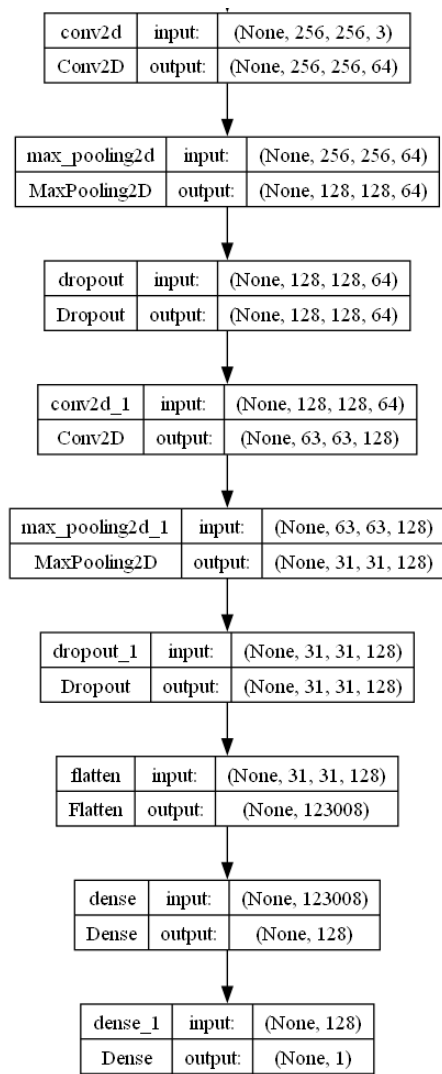 conv2d input: (None, 256, 256, 3)
Conv2D output: (None, 256, 256, 64)
max_pooling2d input: (None, 256, 256, 64)
MaxPooling2D output: (None, 128, 128, 64)
dropout input: (None, 128, 128, 64)
Dropout output: (None, 128, 128, 64)
conv2d_1 input: (None, 128, 128, 64)
Conv2D output: (None, 63, 63, 128)
max_pooling2d_1 input: (None, 63, 63, 128)
MaxPooling2D output: (None, 31, 31, 128)
dropout_1 input: (None, 31, 31, 128)
Dropout output: (None, 31, 31, 128)
flatten input: (None, 31, 31, 128)
Flatten output: (None, 123008)
dense input: (None, 123008)
Dense output: (None, 128)
dense_1 input: (None, 128)
Dense output: (None, 1)